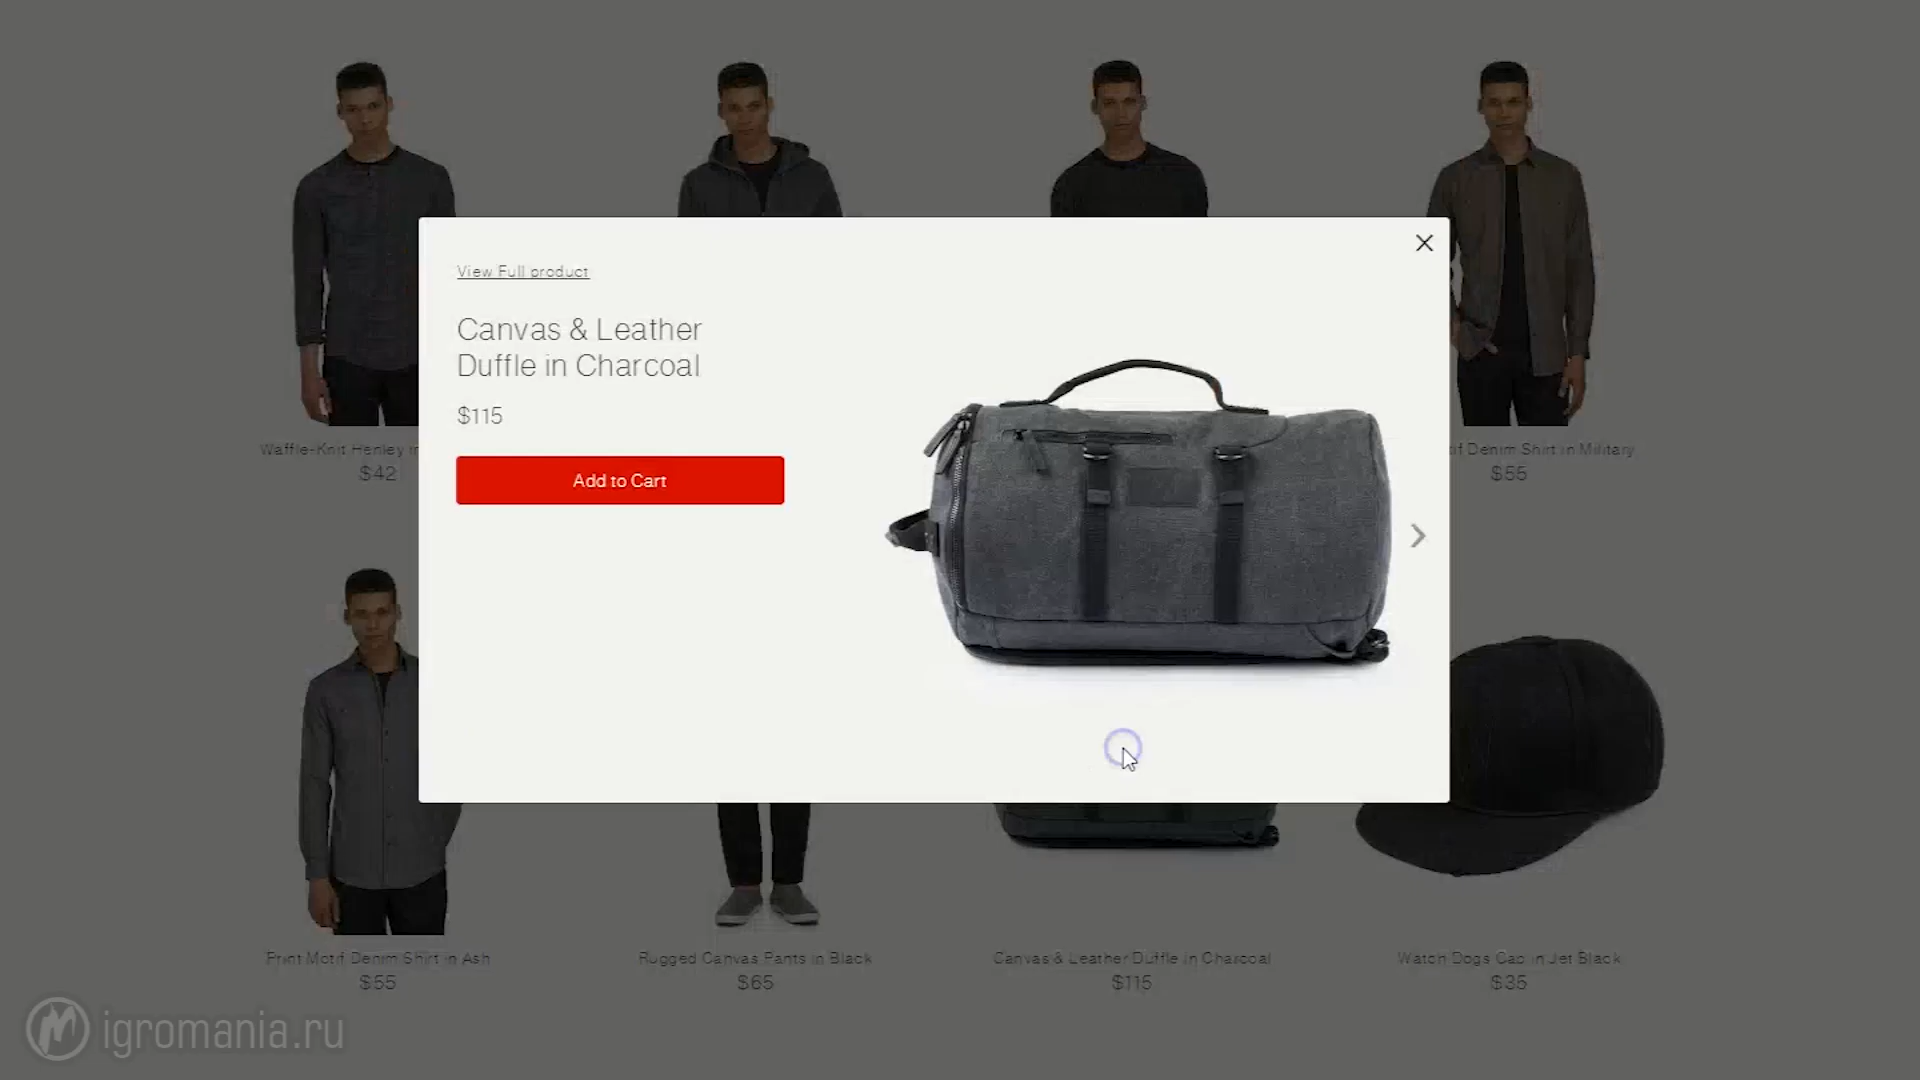 View Full product
Canvas & Leather
Duffle in Charcoal
$115
Add to Cart
Waffle-Knit Henley in
$42
Denim Shirt in Military
$55
Print Motif Denim Shirt in Ash
$55
Rugged Canvas Pants in Black
$65
Canvas & Leather Duffle in Charcoal
$115
Watch Dogs Cap in Jet Black
$35
igromania.ru